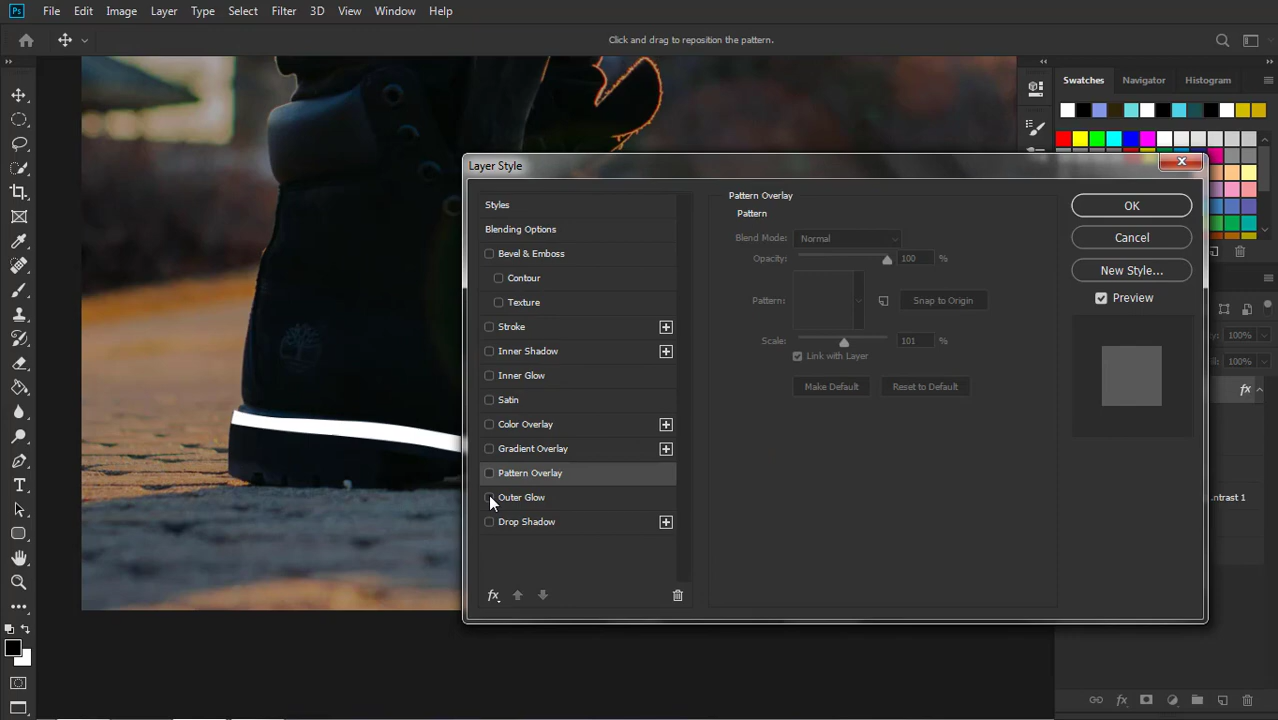 Ps File Edit Image Layer Type Select Filter 3D View Window Help
Click and drag to reposition the pattern.
Swatches Navigator Histogram
Layer Style
Styles
Blending Options
Bevel & Emboss
Contour
Texture
Stroke
Inner Shadow
Inner Glow
Satin
Color Overlay
Gradient Overlay
Pattern Overlay
Outer Glow
Drop Shadow
fx
Pattern Overlay
Pattern
Blend Mode: Normal
Opacity: 100 %
Pattern: Snap to Origin
Scale: 101 %
Link with Layer
Make Default Reset to Default
OK
Cancel
New Style...
Preview
100%
100%
fx
fx